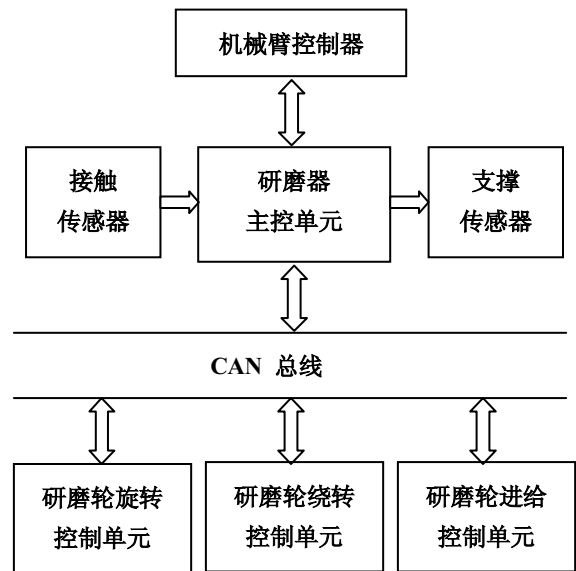 机械臂控制器
接触
传感器
研磨器
主控单元
支撑
传感器
CAN 总线
研磨轮旋转
控制单元
研磨轮绕转
控制单元
研磨轮进给
控制单元